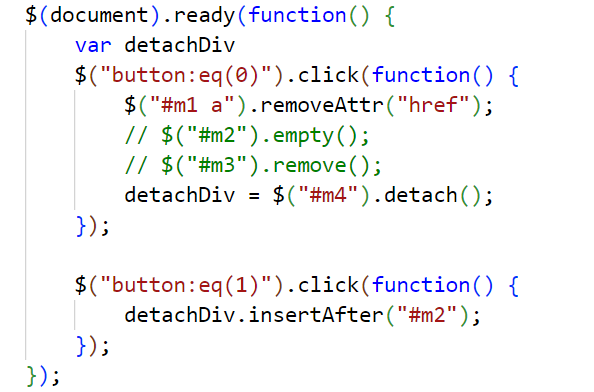 $(document).ready(function() {
    var detachDiv
    $("button:eq(0)").click(function() {
        $("#m1 a").removeAttr("href");
        // $("#m2").empty();
        // $("#m3").remove();
        detachDiv = $("#m4").detach();
    });

    $("button:eq(1)").click(function() {
        detachDiv.insertAfter("#m2");
    });
});